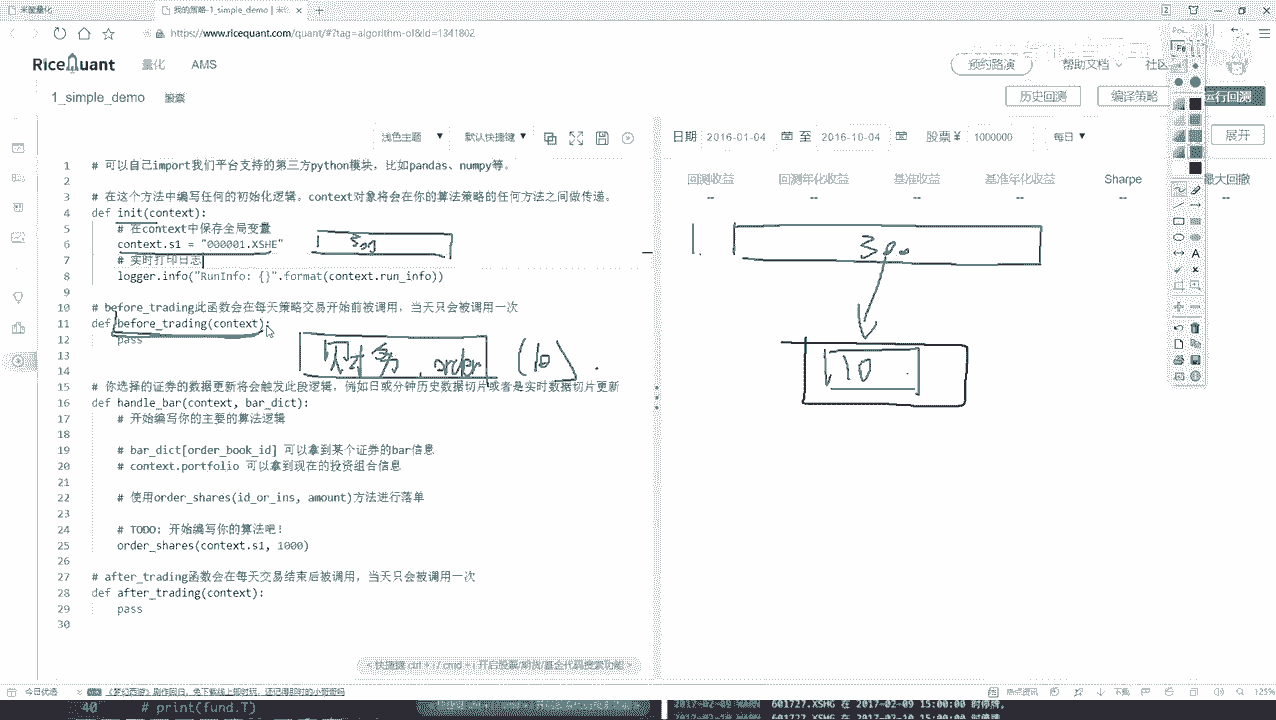 米筐量化
我的策略-1_simple_demo | 米筐
https://www.ricequant.com/quant/#?tag=algorithm-ol&id=1341802
RiceQuant 量化 AMS 预约路演 帮助文档 社区
1_simple_demo 历史回测 编译策略 运行回测
浅色主题 默认快捷键
日期 2016-01-04 至 2016-10-04 股票¥ 1000000 每日 展开
回测收益 回测年化收益 基准收益 基准年化收益 Sharpe 最大回撤
-- -- -- -- -- --
1 # 可以自己import我们平台支持的第三方python模块，比如pandas、numpy等。
2
3 # 在这个方法中编写任何的初始化逻辑。context对象将会在你的算法策略的任何方法之间做传递。
4 def init(context):
5 # 在context中保存全局变量
6 context.s1 = "000001.XSHE"
7 # 实时打印日志
8 logger.info("RunInfo: {}".format(context.run_info))
9
10 # before_trading此函数会在每天策略交易开始前被调用，当天只会被调用一次
11 def before_trading(context):
12 pass
13
14
15 # 你选择的证券的数据更新将会触发此段逻辑，例如日或分钟历史数据切片或者是实时数据切片更新
16 def handle_bar(context, bar_dict):
17 # 开始编写你的主要的算法逻辑
18
19 # bar_dict[order_book_id] 可以拿到某个证券的bar信息
20 # context.portfolio 可以拿到现在的投资组合信息
21
22 # 使用order_shares(id_or_ins, amount)方法进行落单
23
24 # TODO: 开始编写你的算法吧！
25 order_shares(context.s1, 1000)
26
27 # after_trading函数会在每天交易结束后被调用，当天只会被调用一次
28 def after_trading(context):
29 pass
30
300
财务 order (10)
1. 300
10
快捷键 ctrl + i / cmd + i 开启股票/期货/基金代码搜索功能
今日优选
热点资讯 下载 125%
40 # print(fund.T)
2017-02-09 WARN 601727.XSHG 在 2017-02-09 15:00:00 时停牌。